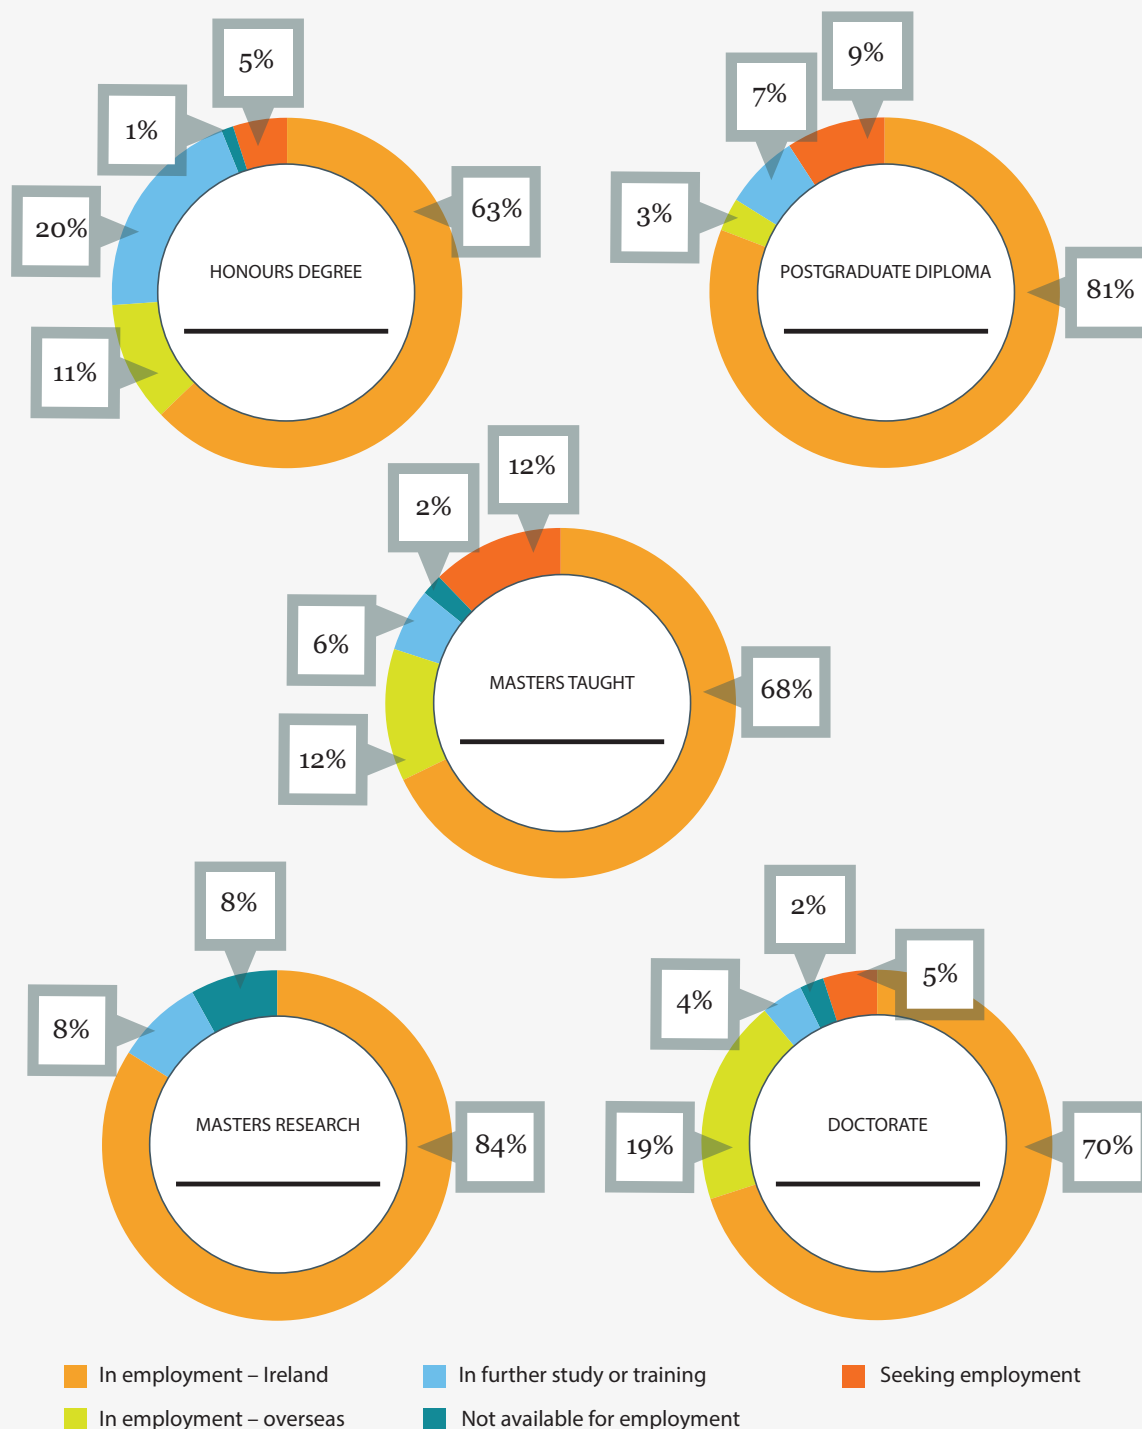 5%
1%
20%
63%
11%
HONOURS DEGREE
9%
7%
3%
81%
POSTGRADUATE DIPLOMA
12%
2%
6%
12%
68%
MASTERS TAUGHT
8%
8%
84%
MASTERS RESEARCH
2%
5%
4%
19%
70%
DOCTORATE
In employment – Ireland
In further study or training
Seeking employment
In employment – overseas
Not available for employment